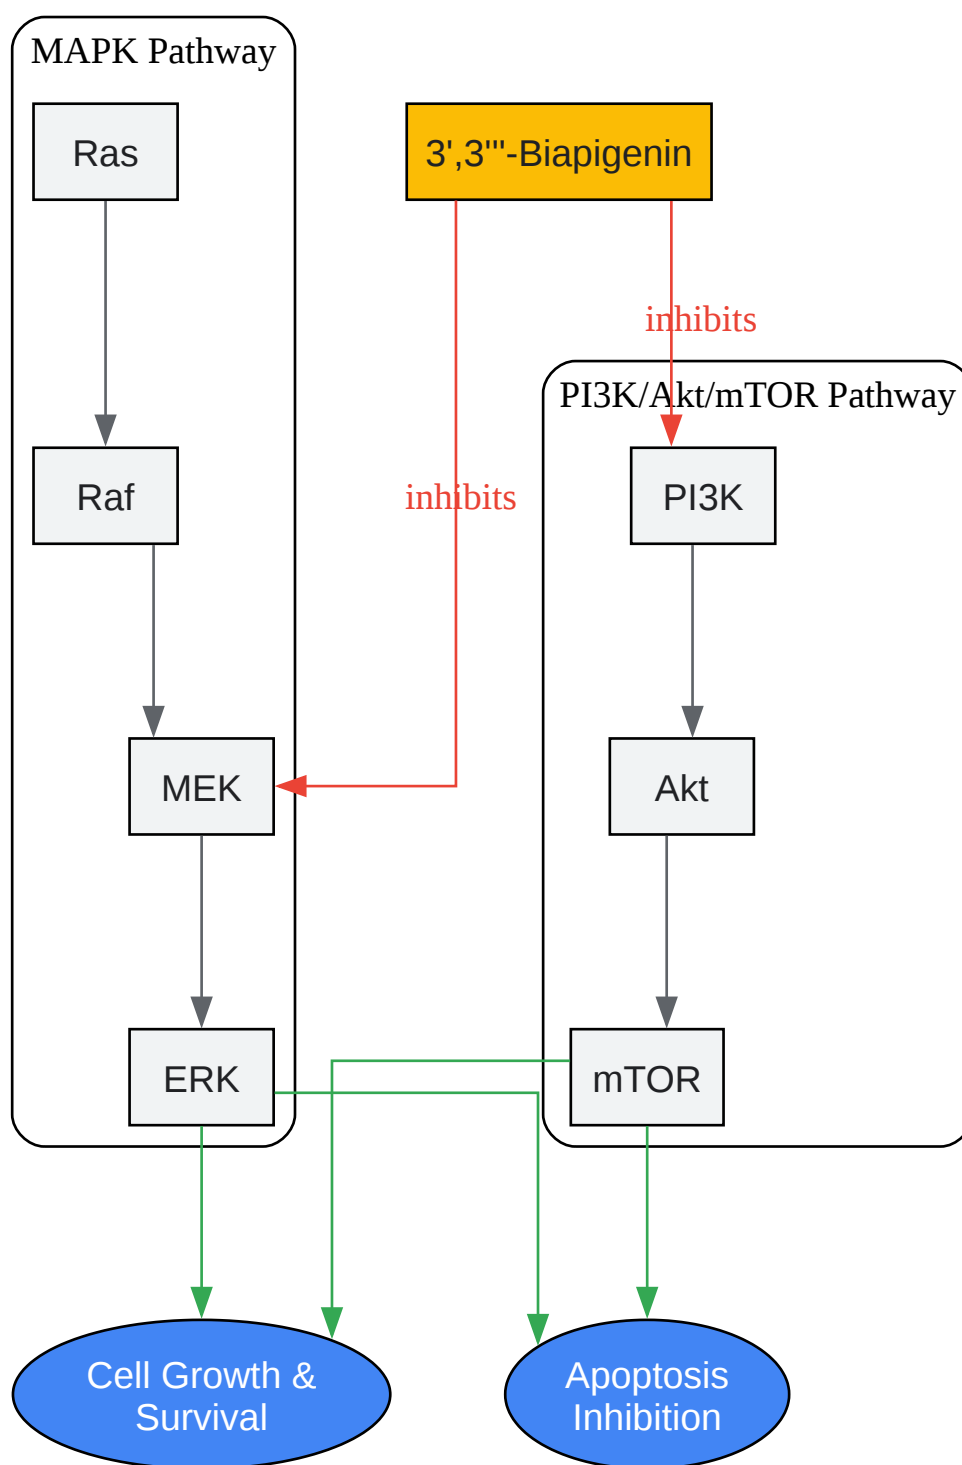 MAPK Pathway
Ras
3',3'''-Biapigenin
inhibits
PI3K/Akt/mTOR Pathway
Raf
inhibits
PI3K
MEK
Akt
ERK
mTOR
Cell Growth &
Survival
Apoptosis
Inhibition